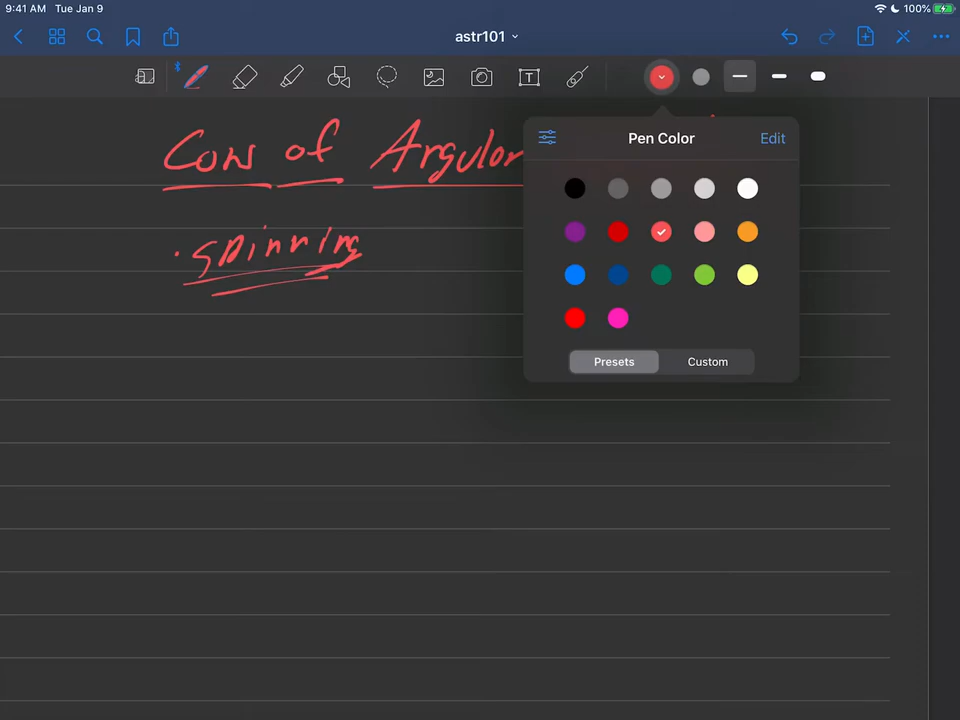 9:41 AM Tue Jan 9
100%
astr101
T
Cons of Angular
Pen Color
Edit
· spinning
Presets
Custom